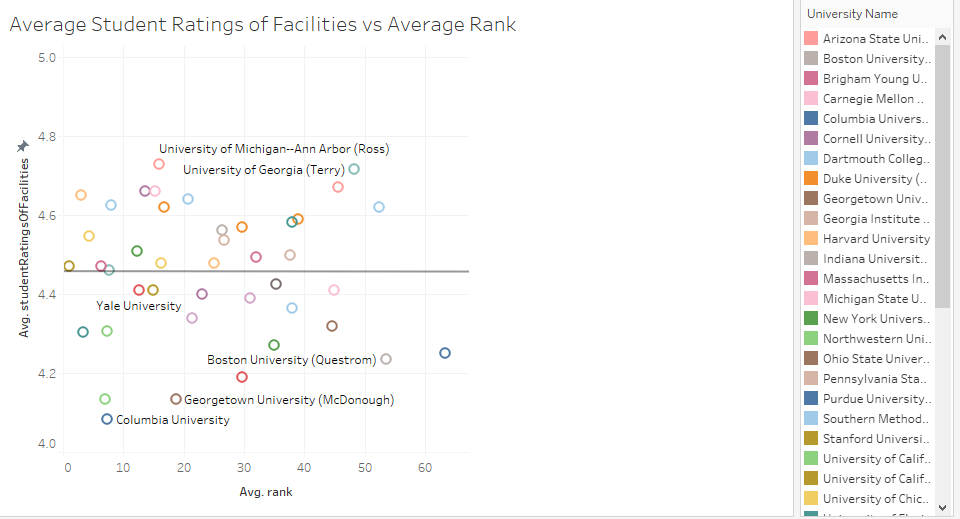 Average Student Ratings of Facilities vs Average Rank
5.0
4.8
4.6
4.4
4.2
4.0
Avg. studentRatingsOfFacilities
University of Michigan--Ann Arbor (Ross)
University of Georgia (Terry)
Yale University
Boston University (Questrom)
Georgetown University (McDonough)
Columbia University
0 10 20 30 40 50 60
Avg. rank
University Name
Arizona State Uni..
Boston University..
Brigham Young U..
Carnegie Mellon ..
Columbia Univers..
Cornell University..
Dartmouth Colleg..
Duke University (..
Georgetown Univ..
Georgia Institute ..
Harvard University
Indiana Universit..
Massachusetts In..
Michigan State U..
New York Univers..
Northwestern Uni..
Ohio State Univer..
Pennsylvania Sta..
Purdue University..
Southern Method..
Stanford Universi..
University of Calif..
University of Calif..
University of Chic..